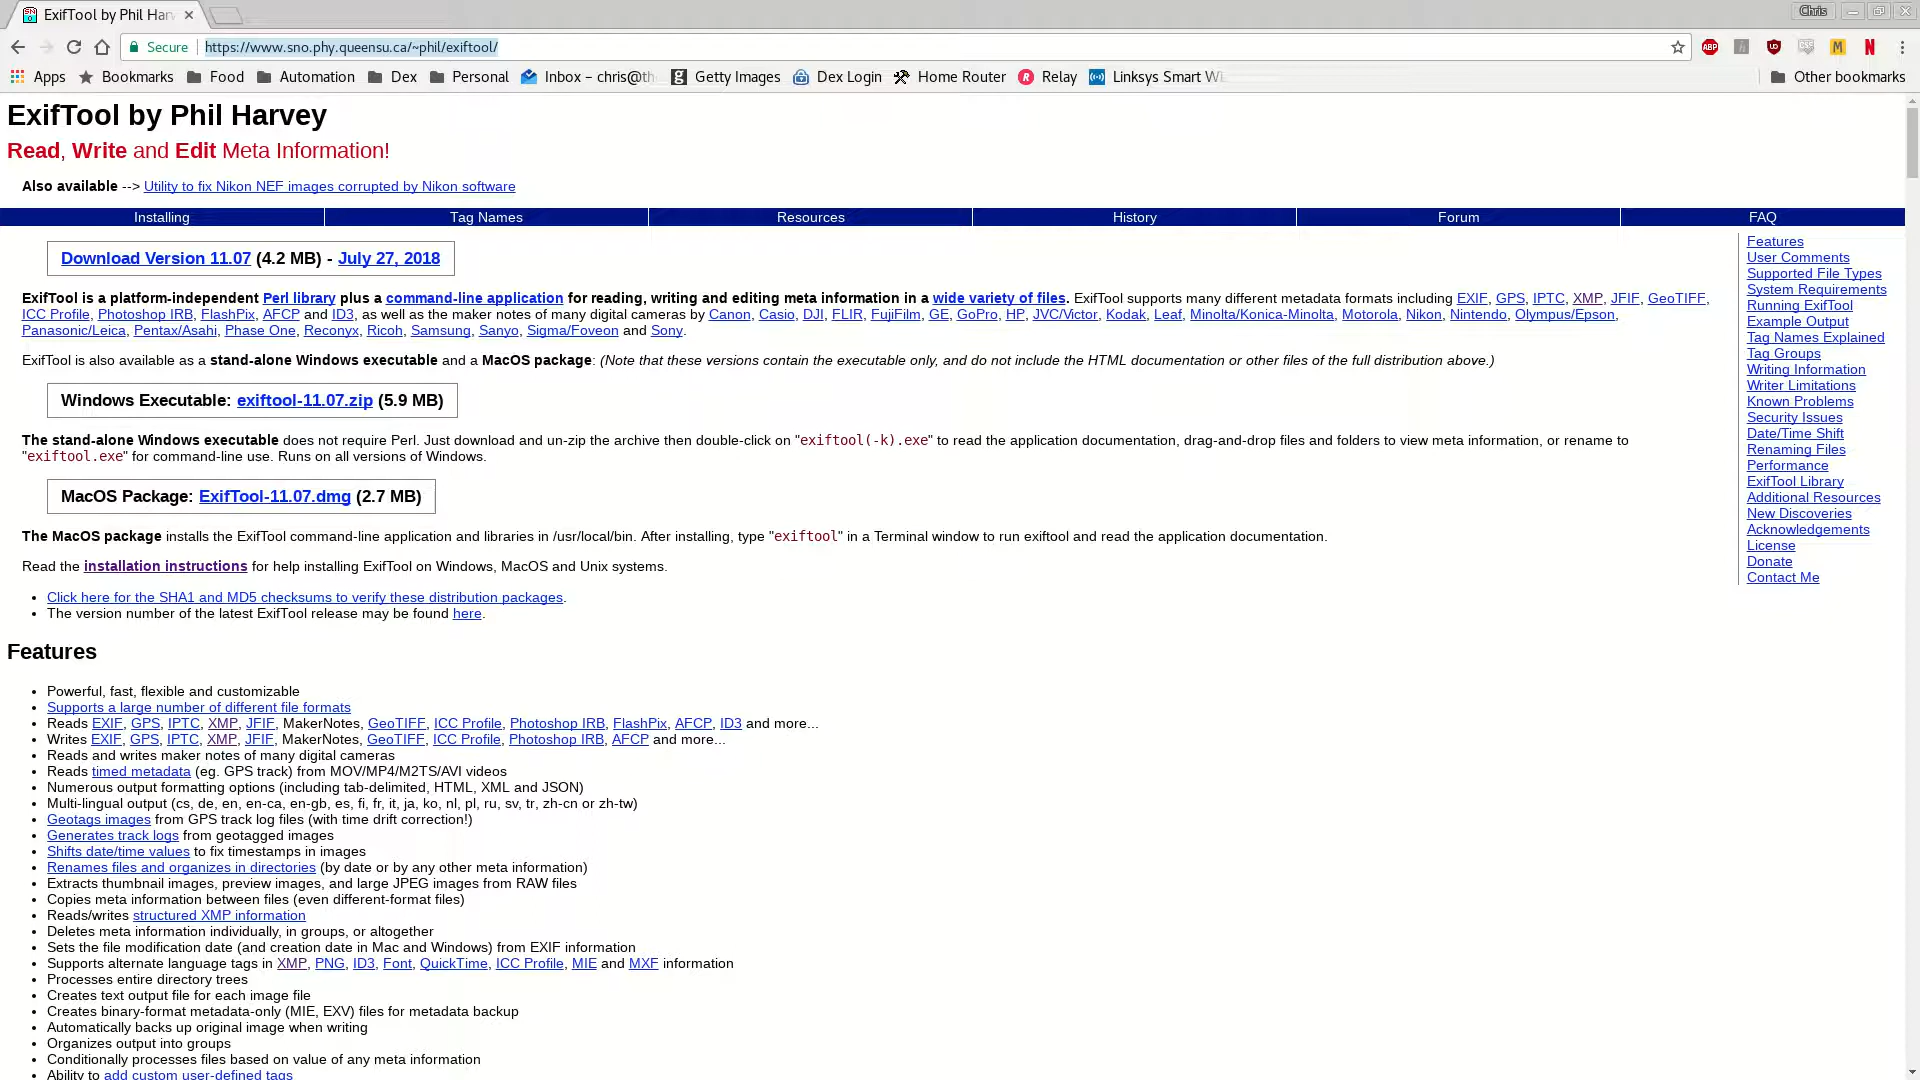 ExifTool by Phil Har
Chris
Secure
https://www.sno.phy.queensu.ca/~phil/exiftool/
Apps
Bookmarks
Food
Automation
Dex
Personal
Inbox – chris@th
Getty Images
Dex Login
Home Router
Relay
Linksys Smart Wi
Other bookmarks
ExifTool by Phil Harvey
Read, Write and Edit Meta Information!
Also available --> Utility to fix Nikon NEF images corrupted by Nikon software
Installing
Tag Names
Resources
History
Forum
FAQ
Download Version 11.07 (4.2 MB) - July 27, 2018
ExifTool is a platform-independent Perl library plus a command-line application for reading, writing and editing meta information in a wide variety of files. ExifTool supports many different metadata formats including EXIF, GPS, IPTC, XMP, JFIF, GeoTIFF,
ICC Profile, Photoshop IRB, FlashPix, AFCP and ID3, as well as the maker notes of many digital cameras by Canon, Casio, DJI, FLIR, FujiFilm, GE, GoPro, HP, JVC/Victor, Kodak, Leaf, Minolta/Konica-Minolta, Motorola, Nikon, Nintendo, Olympus/Epson,
Panasonic/Leica, Pentax/Asahi, Phase One, Reconyx, Ricoh, Samsung, Sanyo, Sigma/Foveon and Sony.
ExifTool is also available as a stand-alone Windows executable and a MacOS package: (Note that these versions contain the executable only, and do not include the HTML documentation or other files of the full distribution above.)
Windows Executable: exiftool-11.07.zip (5.9 MB)
The stand-alone Windows executable does not require Perl. Just download and un-zip the archive then double-click on "exiftool(-k).exe" to read the application documentation, drag-and-drop files and folders to view meta information, or rename to
"exiftool.exe" for command-line use. Runs on all versions of Windows.
MacOS Package: ExifTool-11.07.dmg (2.7 MB)
The MacOS package installs the ExifTool command-line application and libraries in /usr/local/bin. After installing, type "exiftool" in a Terminal window to run exiftool and read the application documentation.
Read the installation instructions for help installing ExifTool on Windows, MacOS and Unix systems.
• Click here for the SHA1 and MD5 checksums to verify these distribution packages.
• The version number of the latest ExifTool release may be found here.
Features
• Powerful, fast, flexible and customizable
• Supports a large number of different file formats
• Reads EXIF, GPS, IPTC, XMP, JFIF, MakerNotes, GeoTIFF, ICC Profile, Photoshop IRB, FlashPix, AFCP, ID3 and more...
• Writes EXIF, GPS, IPTC, XMP, JFIF, MakerNotes, GeoTIFF, ICC Profile, Photoshop IRB, AFCP and more...
• Reads and writes maker notes of many digital cameras
• Reads timed metadata (eg. GPS track) from MOV/MP4/M2TS/AVI videos
• Numerous output formatting options (including tab-delimited, HTML, XML and JSON)
• Multi-lingual output (cs, de, en, en-ca, en-gb, es, fi, fr, it, ja, ko, nl, pl, ru, sv, tr, zh-cn or zh-tw)
• Geotags images from GPS track log files (with time drift correction!)
• Generates track logs from geotagged images
• Shifts date/time values to fix timestamps in images
• Renames files and organizes in directories (by date or by any other meta information)
• Extracts thumbnail images, preview images, and large JPEG images from RAW files
• Copies meta information between files (even different-format files)
• Reads/writes structured XMP information
• Deletes meta information individually, in groups, or altogether
• Sets the file modification date (and creation date in Mac and Windows) from EXIF information
• Supports alternate language tags in XMP, PNG, ID3, Font, QuickTime, ICC Profile, MIE and MXF information
• Processes entire directory trees
• Creates text output file for each image file
• Creates binary-format metadata-only (MIE, EXV) files for metadata backup
• Automatically backs up original image when writing
• Organizes output into groups
• Conditionally processes files based on value of any meta information
• Ability to add custom user-defined tags
Features
User Comments
Supported File Types
System Requirements
Running ExifTool
Example Output
Tag Names Explained
Tag Groups
Writing Information
Writer Limitations
Known Problems
Security Issues
Date/Time Shift
Renaming Files
Performance
ExifTool Library
Additional Resources
New Discoveries
Acknowledgements
License
Donate
Contact Me